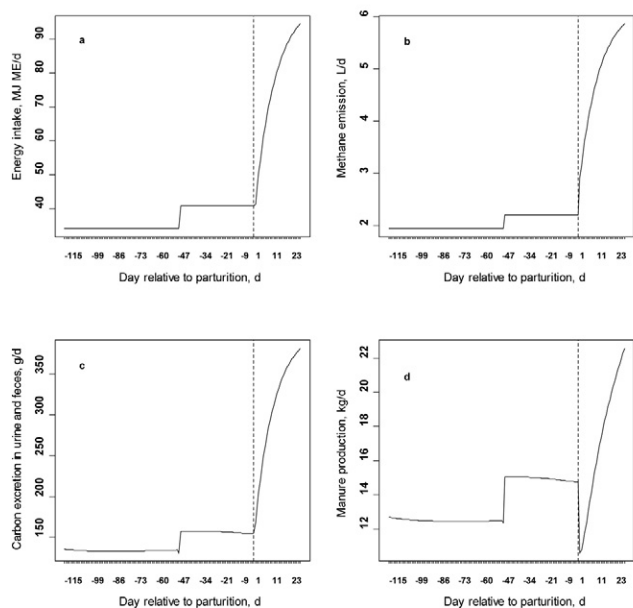 a
Energy intake, MJ ME/d
90
80
70
60
50
40
-115 -99 -86 -73 -60 -47 -34 -21 -9 1 11 23
Day relative to parturition, d
b
Methane emission, L/d
6
5
4
3
2
-115 -99 -86 -73 -60 -47 -34 -21 -9 1 11 23
Day relative to parturition, d
c
Carbon excretion in urine and feces, g/d
350
300
250
200
150
-115 -99 -86 -73 -60 -47 -34 -21 -9 1 11 23
Day relative to parturition, d
d
Manure production, kg/d
22
20
18
16
14
12
-115 -99 -86 -73 -60 -47 -34 -21 -9 1 11 23
Day relative to parturition, d